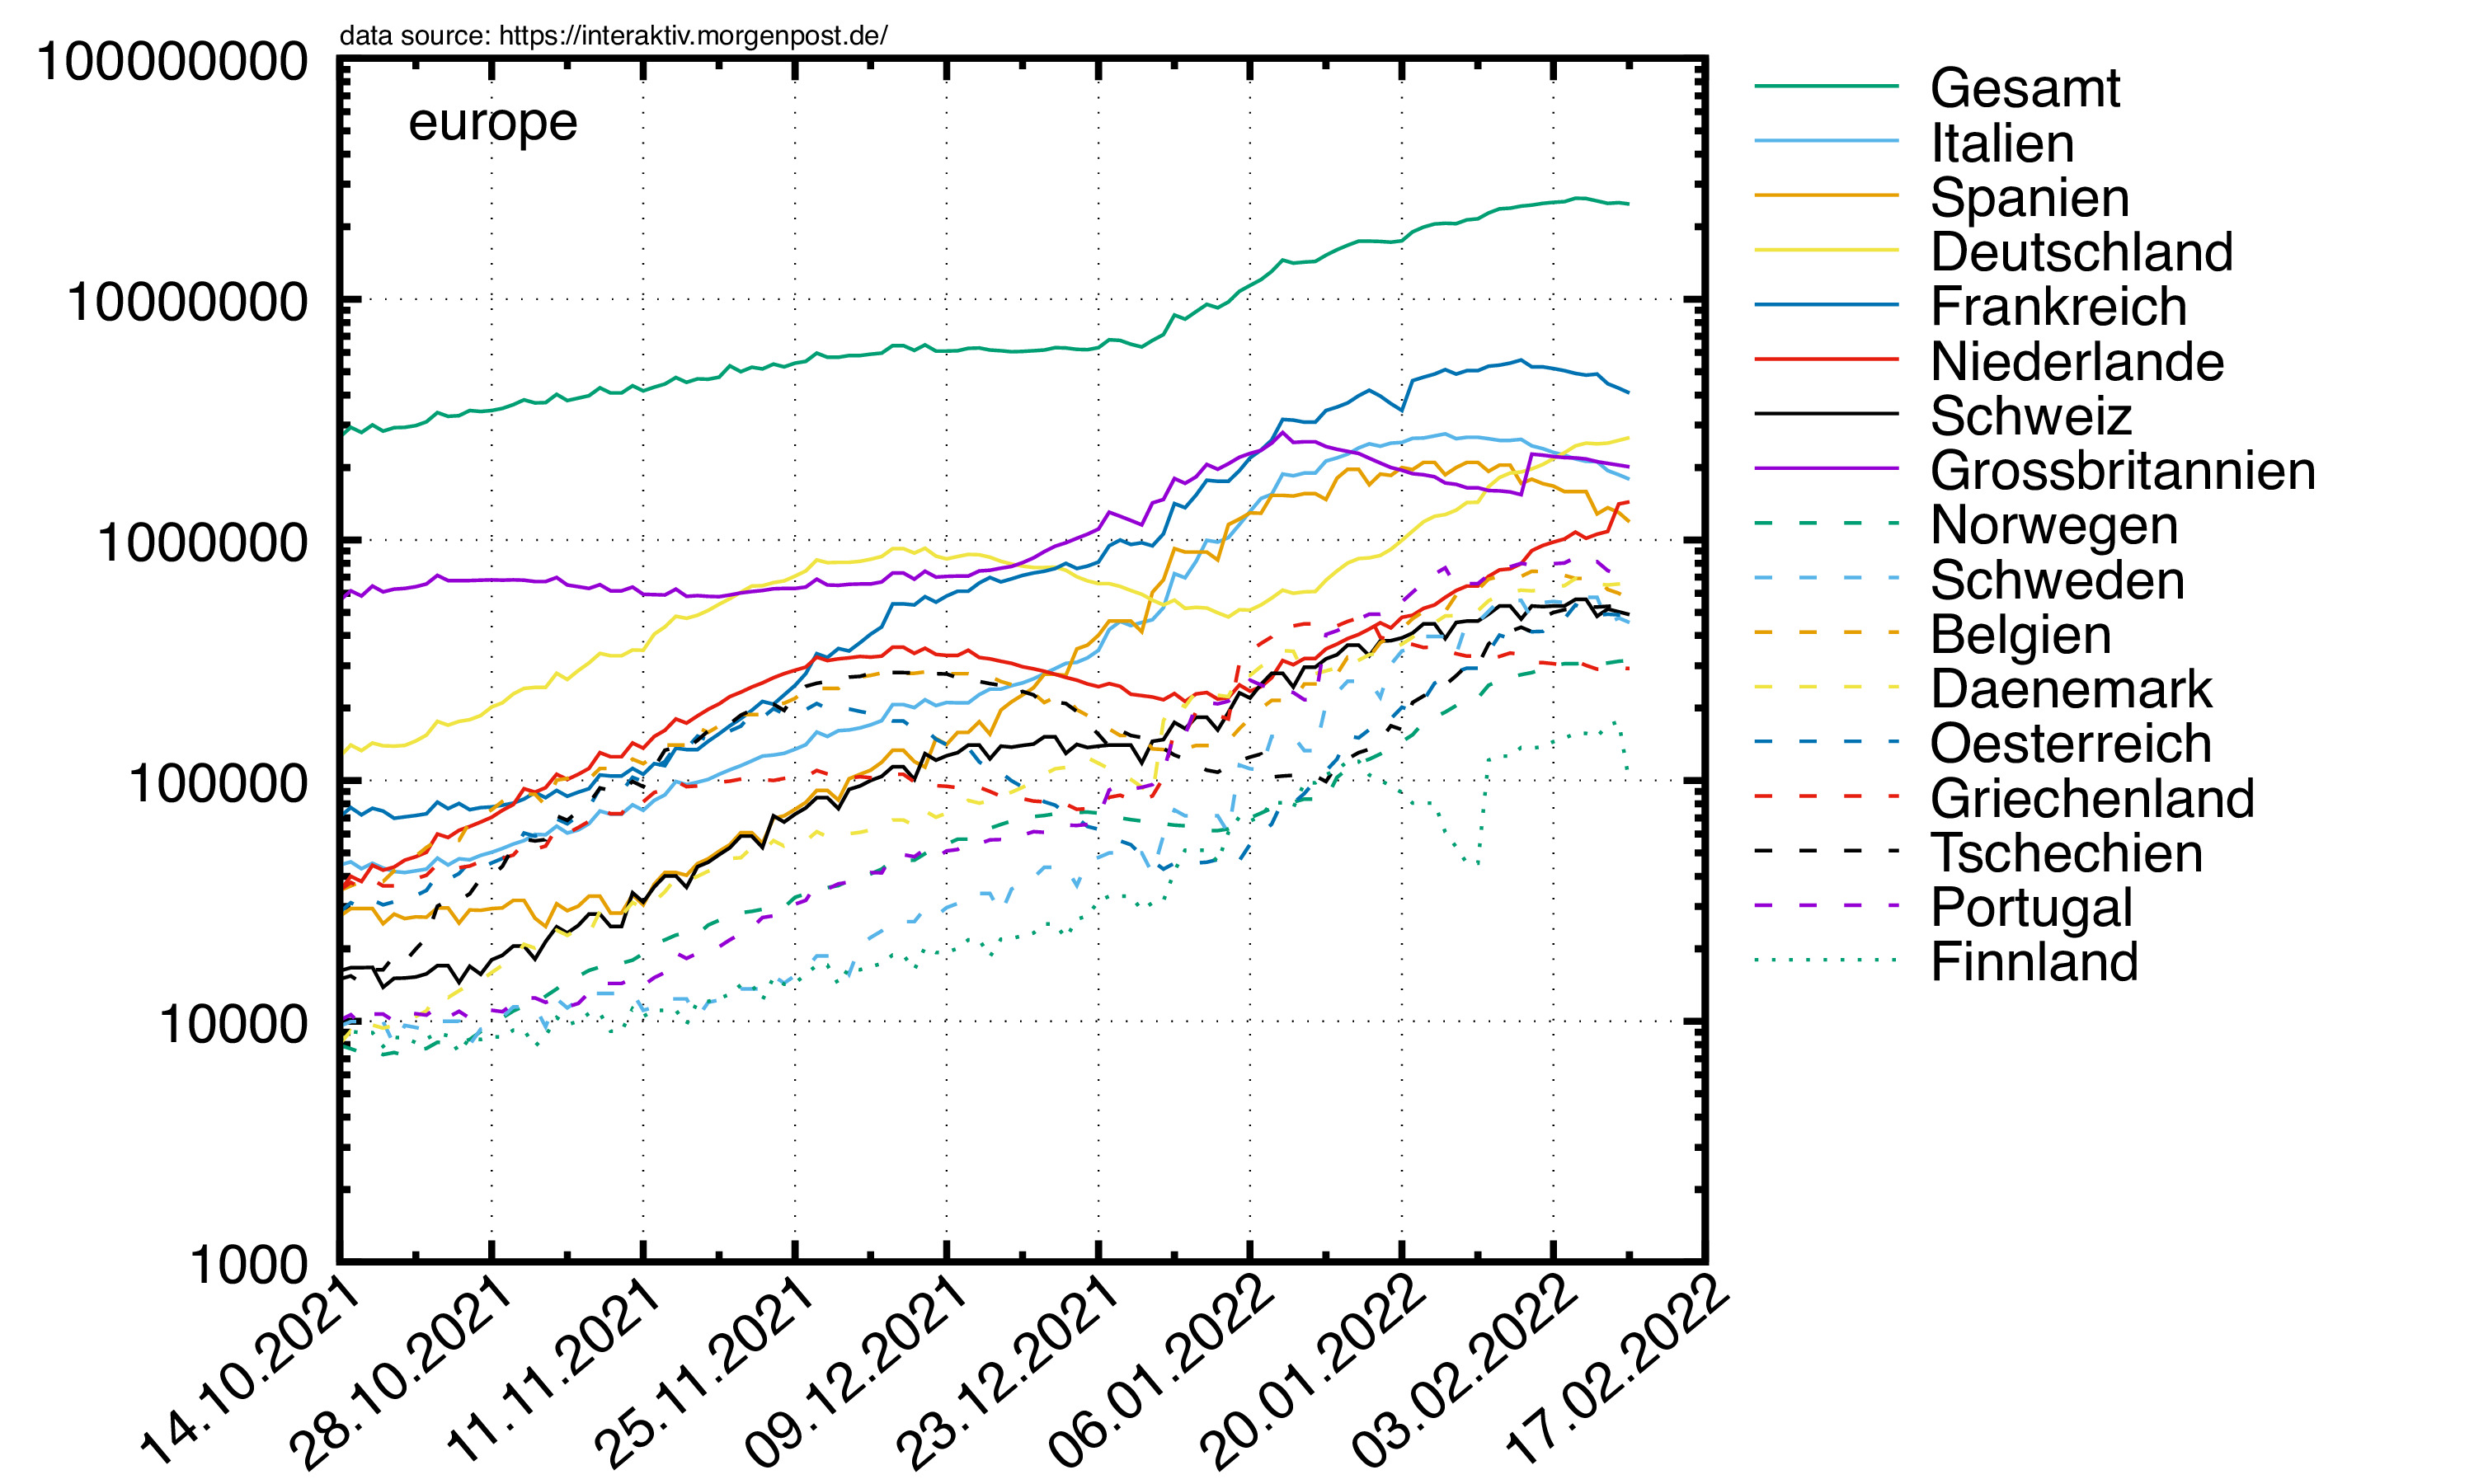 data source: https://interaktiv.morgenpost.de/
100000000
10000000
1000000
100000
10000
1000
europe
Gesamt
Italien
Spanien
Deutschland
Frankreich
Niederlande
Schweiz
Grossbritannien
Norwegen
Schweden
Belgien
Daenemark
Oesterreich
Griechenland
Tschechien
Portugal
Finnland
14.10.2021
28.10.2021
11.11.2021
25.11.2021
09.12.2021
23.12.2021
06.01.2022
20.01.2022
03.02.2022
17.02.2022